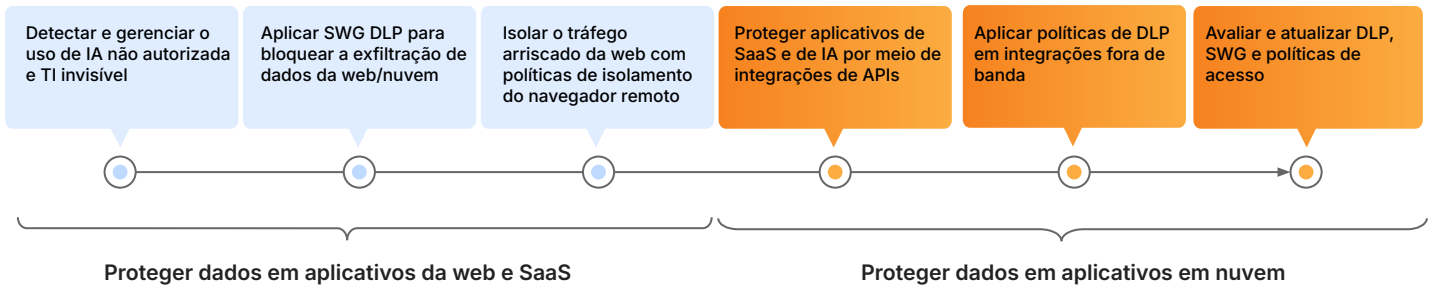 Detectar e gerenciar o
uso de IA não autorizada
e TI invisível
Aplicar SWG DLP para
bloquear a exfiltração de
dados da web/nuvem
Isolar o tráfego
arriscado da web com
políticas de isolamento
do navegador remoto
Proteger aplicativos de
SaaS e de IA por meio de
integrações de APIs
Aplicar políticas de DLP
em integrações fora de
banda
Avaliar e atualizar DLP,
SWG e políticas de
acesso
Proteger dados em aplicativos da web e SaaS
Proteger dados em aplicativos em nuvem